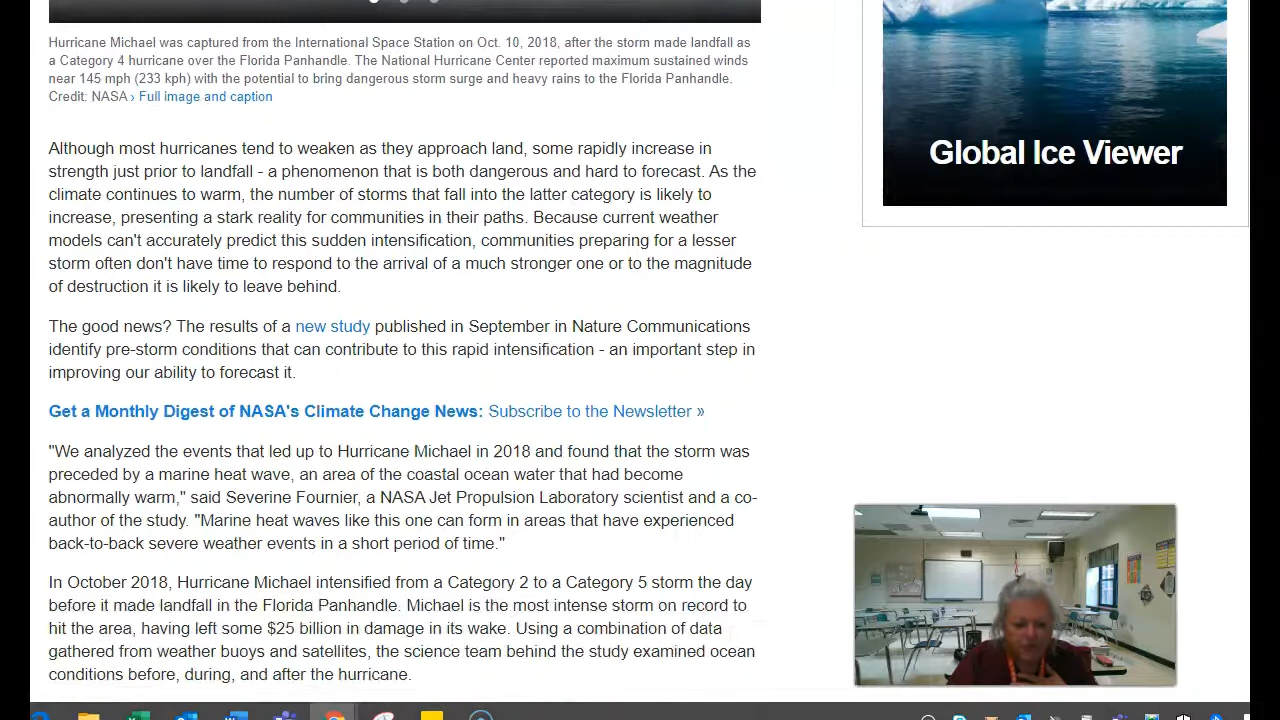 Hurricane Michael was captured from the International Space Station on Oct. 10, 2018, after the storm made landfall as
a Category 4 hurricane over the Florida Panhandle. The National Hurricane Center reported maximum sustained winds
near 145 mph (233 kph) with the potential to bring dangerous storm surge and heavy rains to the Florida Panhandle.
Credit: NASA › Full image and caption
Although most hurricanes tend to weaken as they approach land, some rapidly increase in
strength just prior to landfall - a phenomenon that is both dangerous and hard to forecast. As the
climate continues to warm, the number of storms that fall into the latter category is likely to
increase, presenting a stark reality for communities in their paths. Because current weather
models can't accurately predict this sudden intensification, communities preparing for a lesser
storm often don't have time to respond to the arrival of a much stronger one or to the magnitude
of destruction it is likely to leave behind.
The good news? The results of a new study published in September in Nature Communications
identify pre-storm conditions that can contribute to this rapid intensification - an important step in
improving our ability to forecast it.
Get a Monthly Digest of NASA's Climate Change News: Subscribe to the Newsletter »
"We analyzed the events that led up to Hurricane Michael in 2018 and found that the storm was
preceded by a marine heat wave, an area of the coastal ocean water that had become
abnormally warm," said Severine Fournier, a NASA Jet Propulsion Laboratory scientist and a co-
author of the study. "Marine heat waves like this one can form in areas that have experienced
back-to-back severe weather events in a short period of time."
In October 2018, Hurricane Michael intensified from a Category 2 to a Category 5 storm the day
before it made landfall in the Florida Panhandle. Michael is the most intense storm on record to
hit the area, having left some $25 billion in damage in its wake. Using a combination of data
gathered from weather buoys and satellites, the science team behind the study examined ocean
conditions before, during, and after the hurricane.
Global Ice Viewer